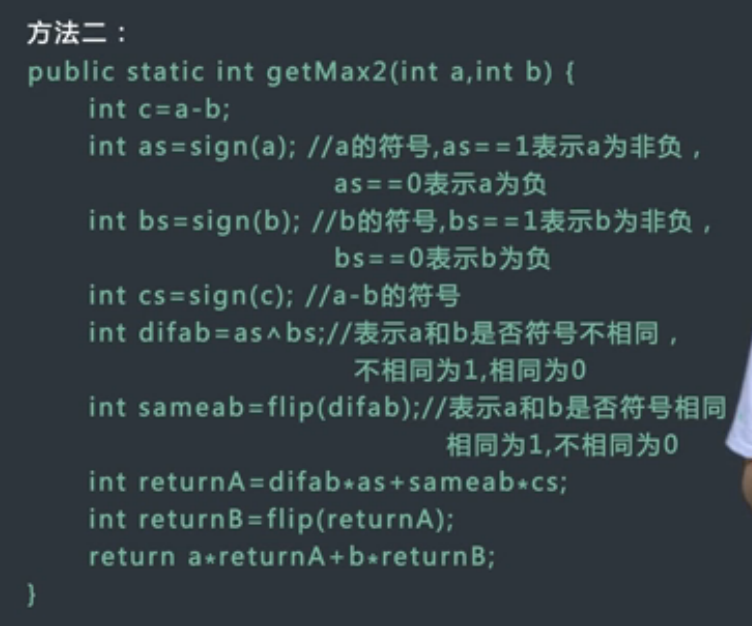 方法二：
public static int getMax2(int a,int b) {
int c=a-b;
int as=sign(a); //a的符号,as==1表示a为非负，
as==0表示a为负
int bs=sign(b); //b的符号,bs==1表示b为非负，
bs==0表示b为负
int cs=sign(c); //a-b的符号
int difab=as^bs;//表示a和b是否符号不相同，
不相同为1,相同为0
int sameab=flip(difab);//表示a和b是否符号相同
相同为1,不相同为0
int returnA=difab*as+sameab*cs;
int returnB=flip(returnA);
return a*returnA+b*returnB;
}